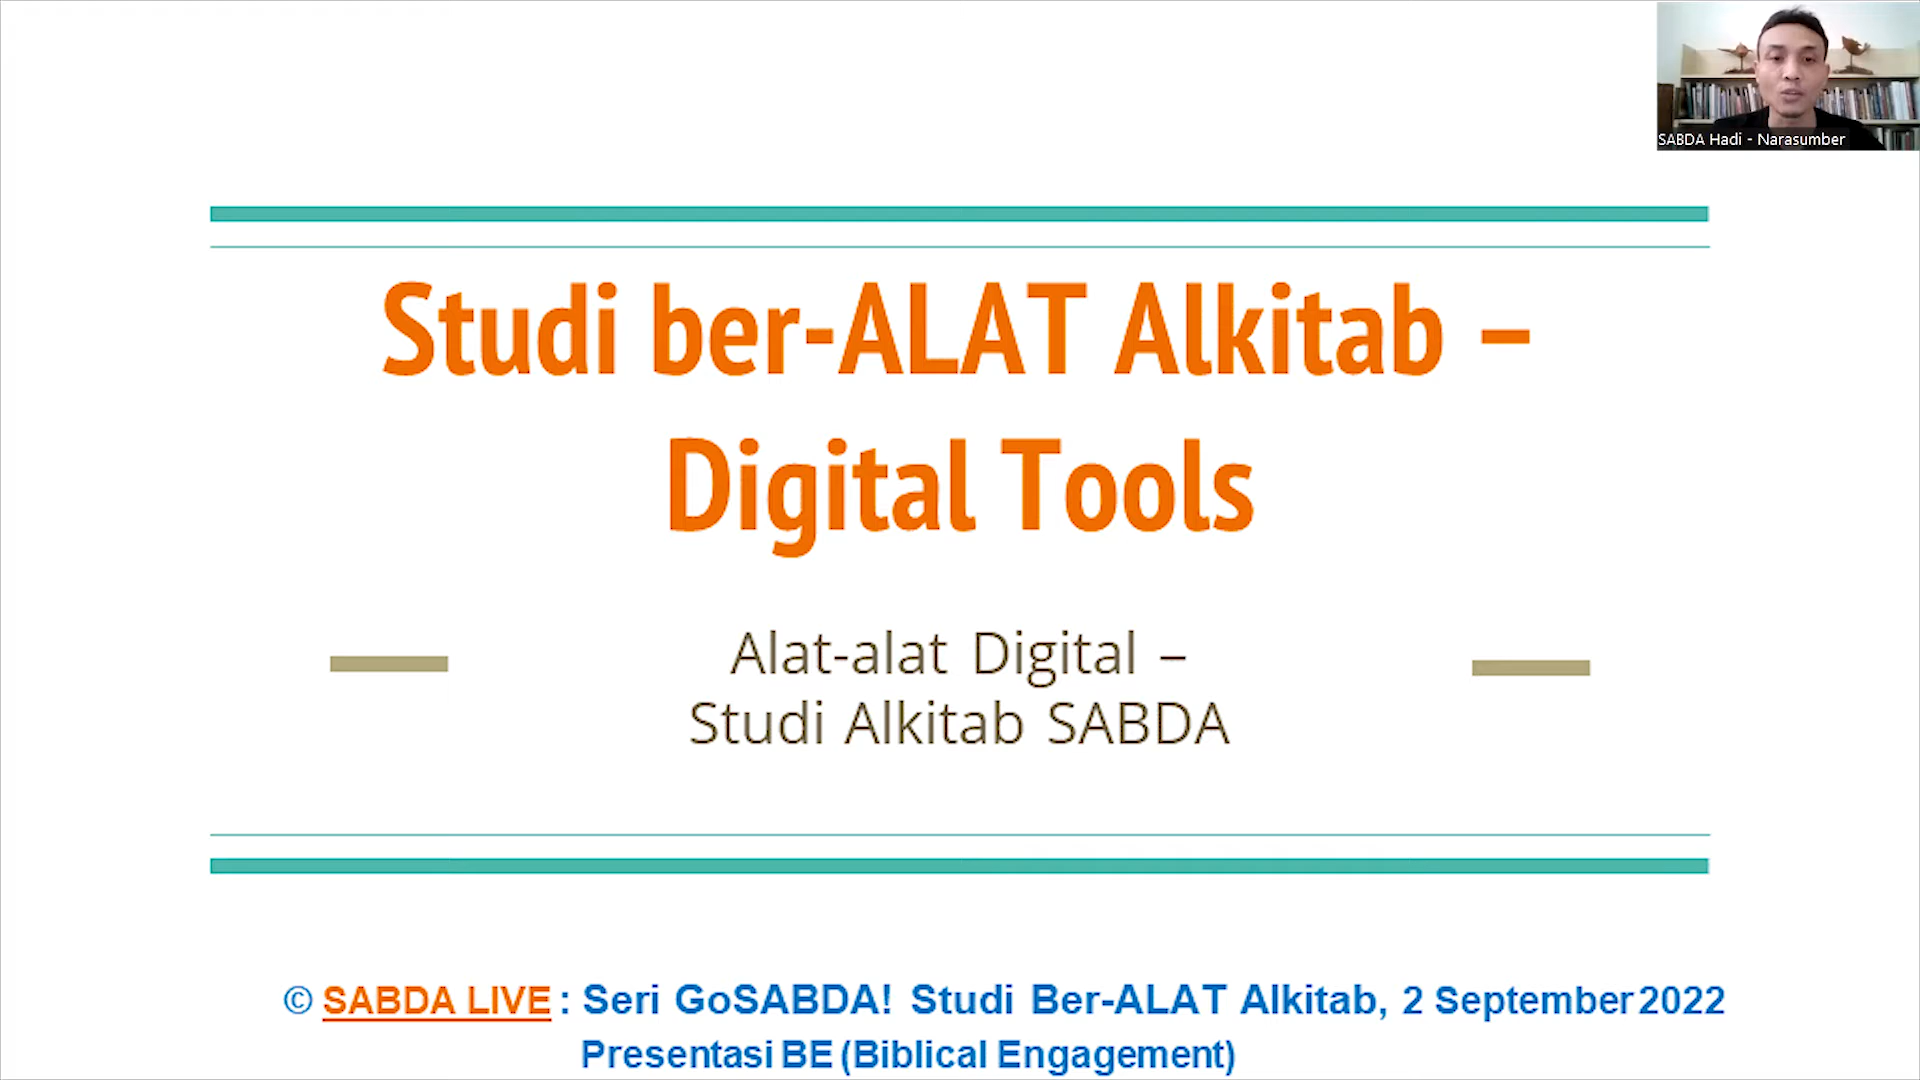 SABDA Hadi - Narasumber
Studi ber-ALAT Alkitab –
Digital Tools
Alat-alat Digital –
Studi Alkitab SABDA
© SABDA LIVE : Seri GoSABDA! Studi Ber-ALAT Alkitab, 2 September 2022
Presentasi BE (Biblical Engagement)